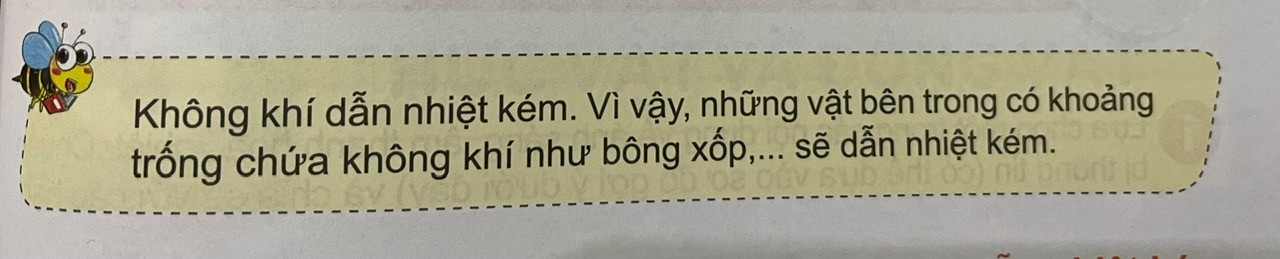 Không khí dẫn nhiệt kém. Vì vậy, những vật bên trong có khoảng
trống chứa không khí như bông xốp,... sẽ dẫn nhiệt kém.